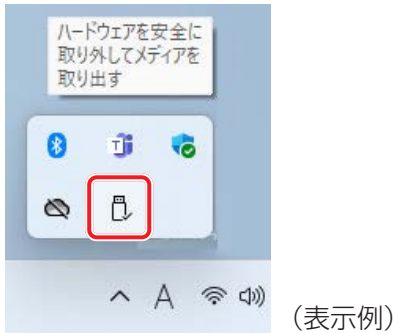 ハードウェアを安全に
取り外してメディアを
取り出す
A
（表示例）